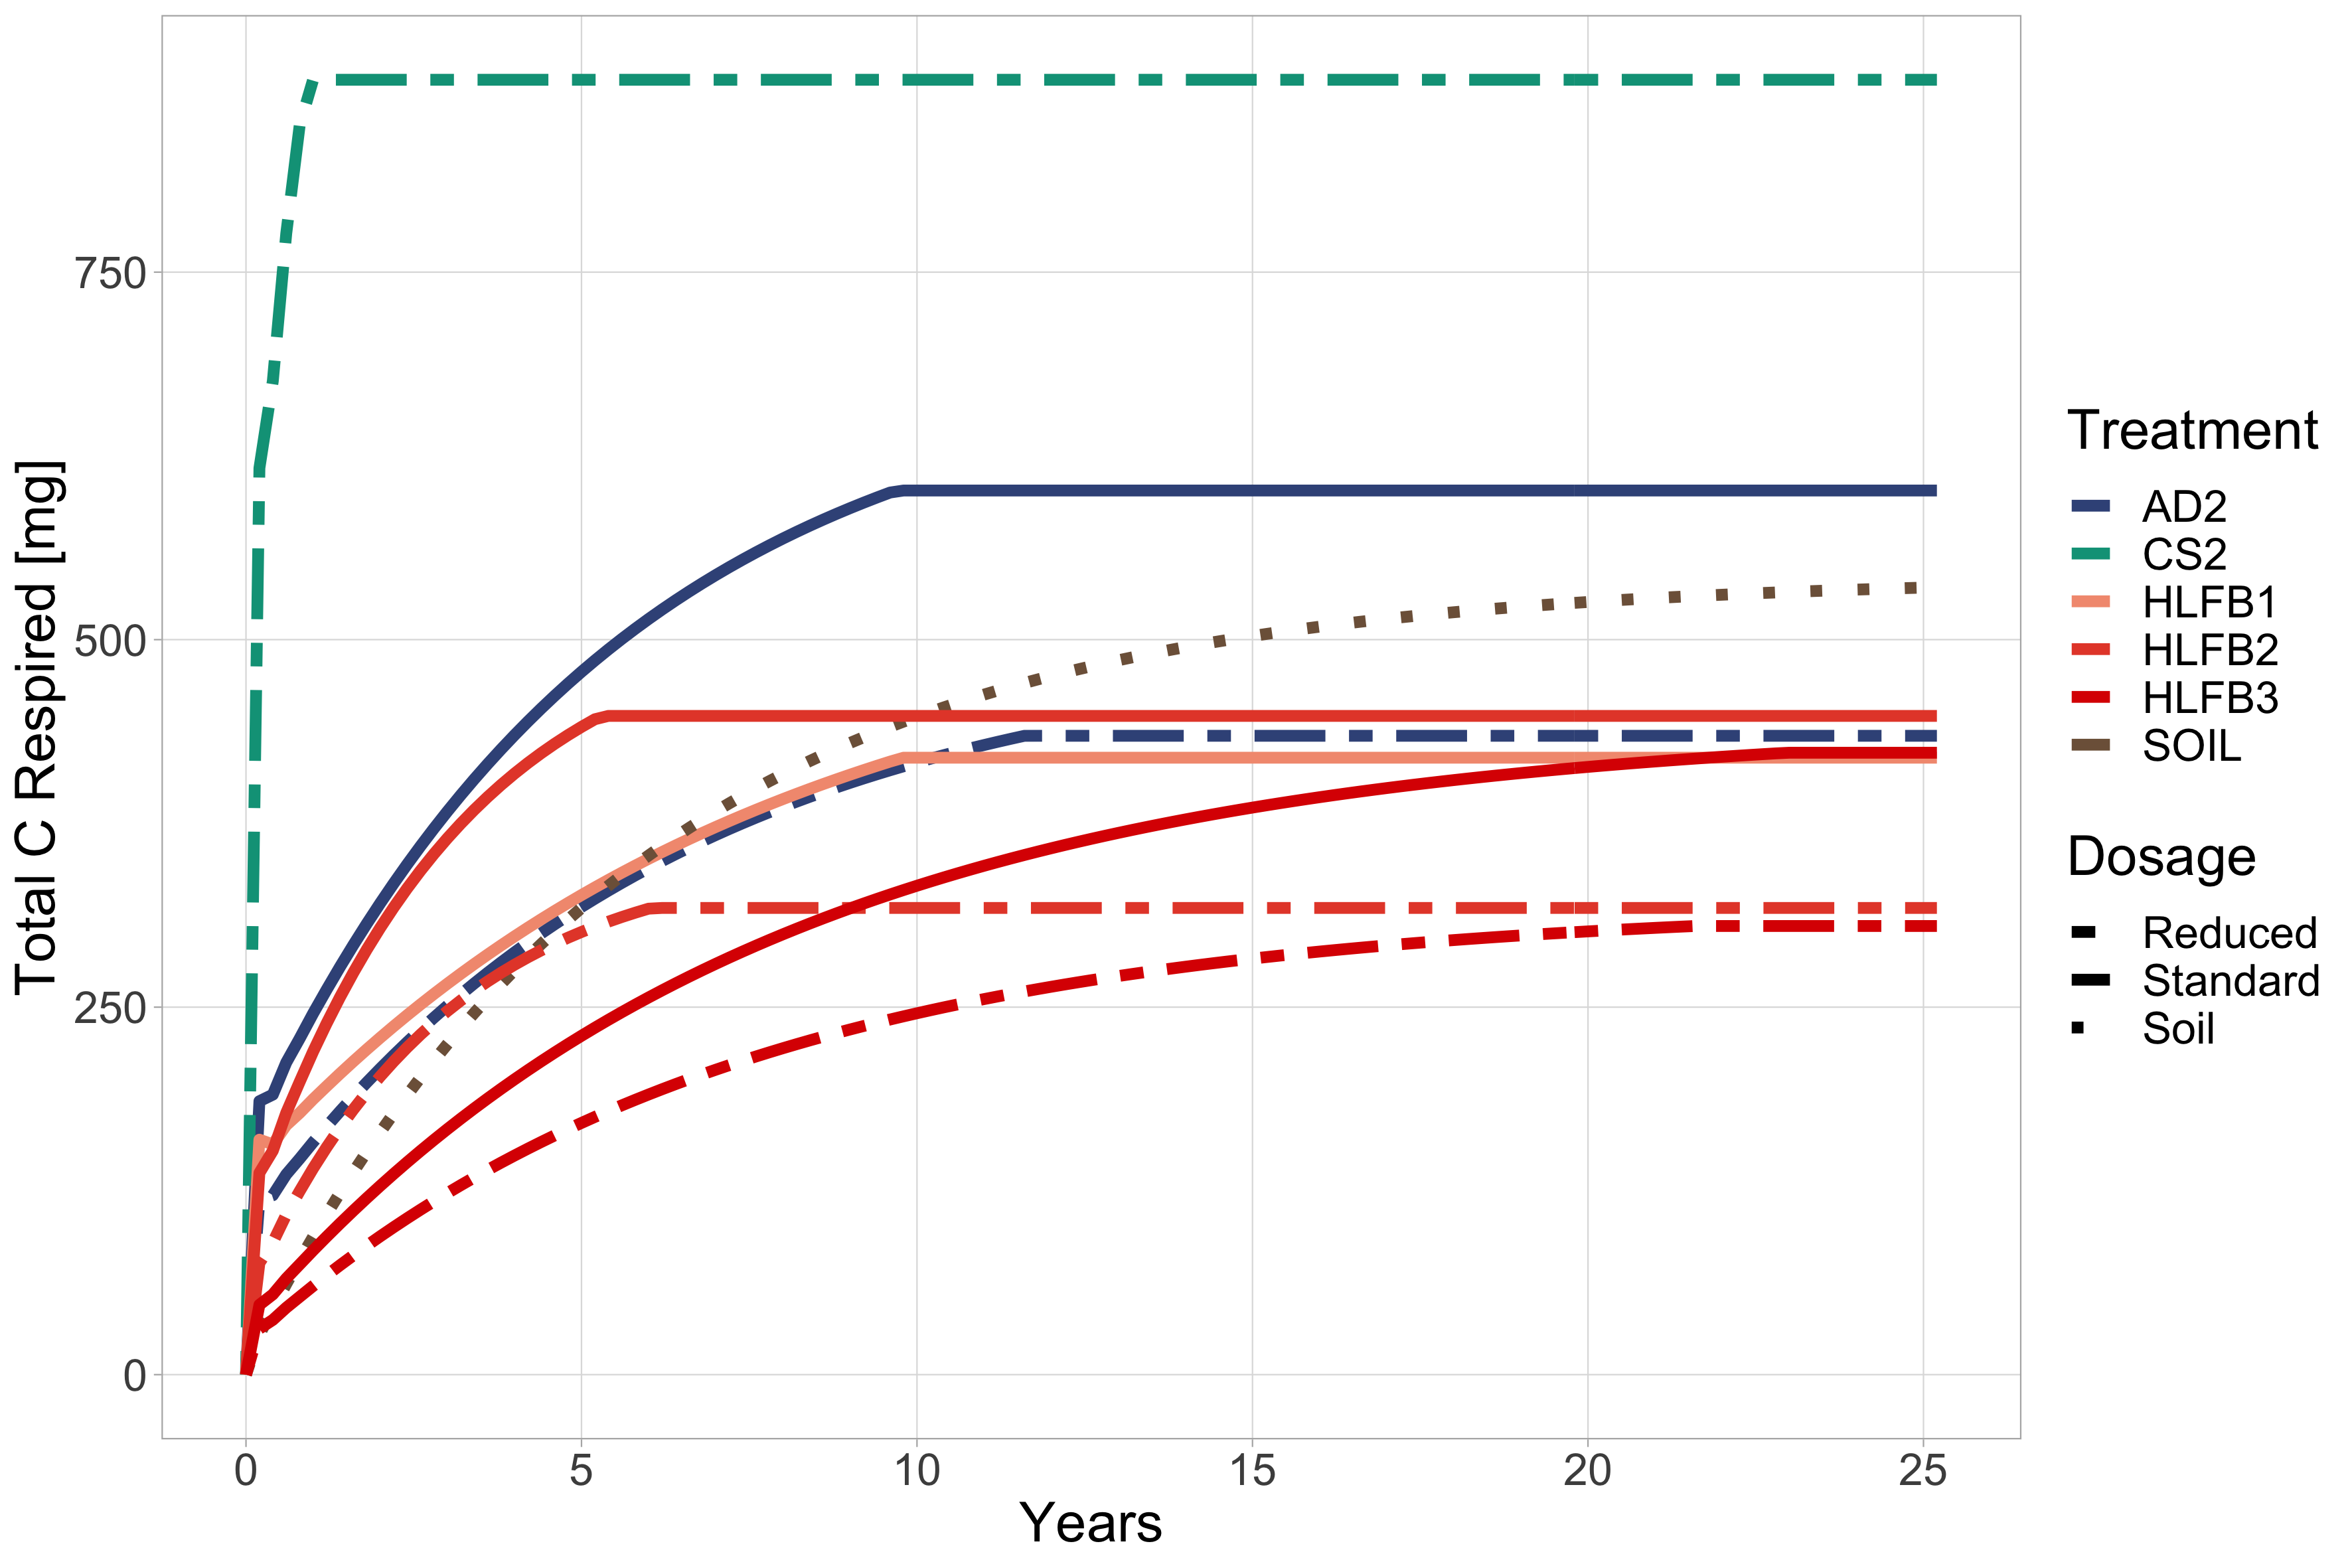 Total C Respired [mg]
750
500
250
0
0 5 10 15 20 25
Years
Treatment
AD2
CS2
HLFB1
HLFB2
HLFB3
SOIL
Dosage
Reduced
Standard
Soil